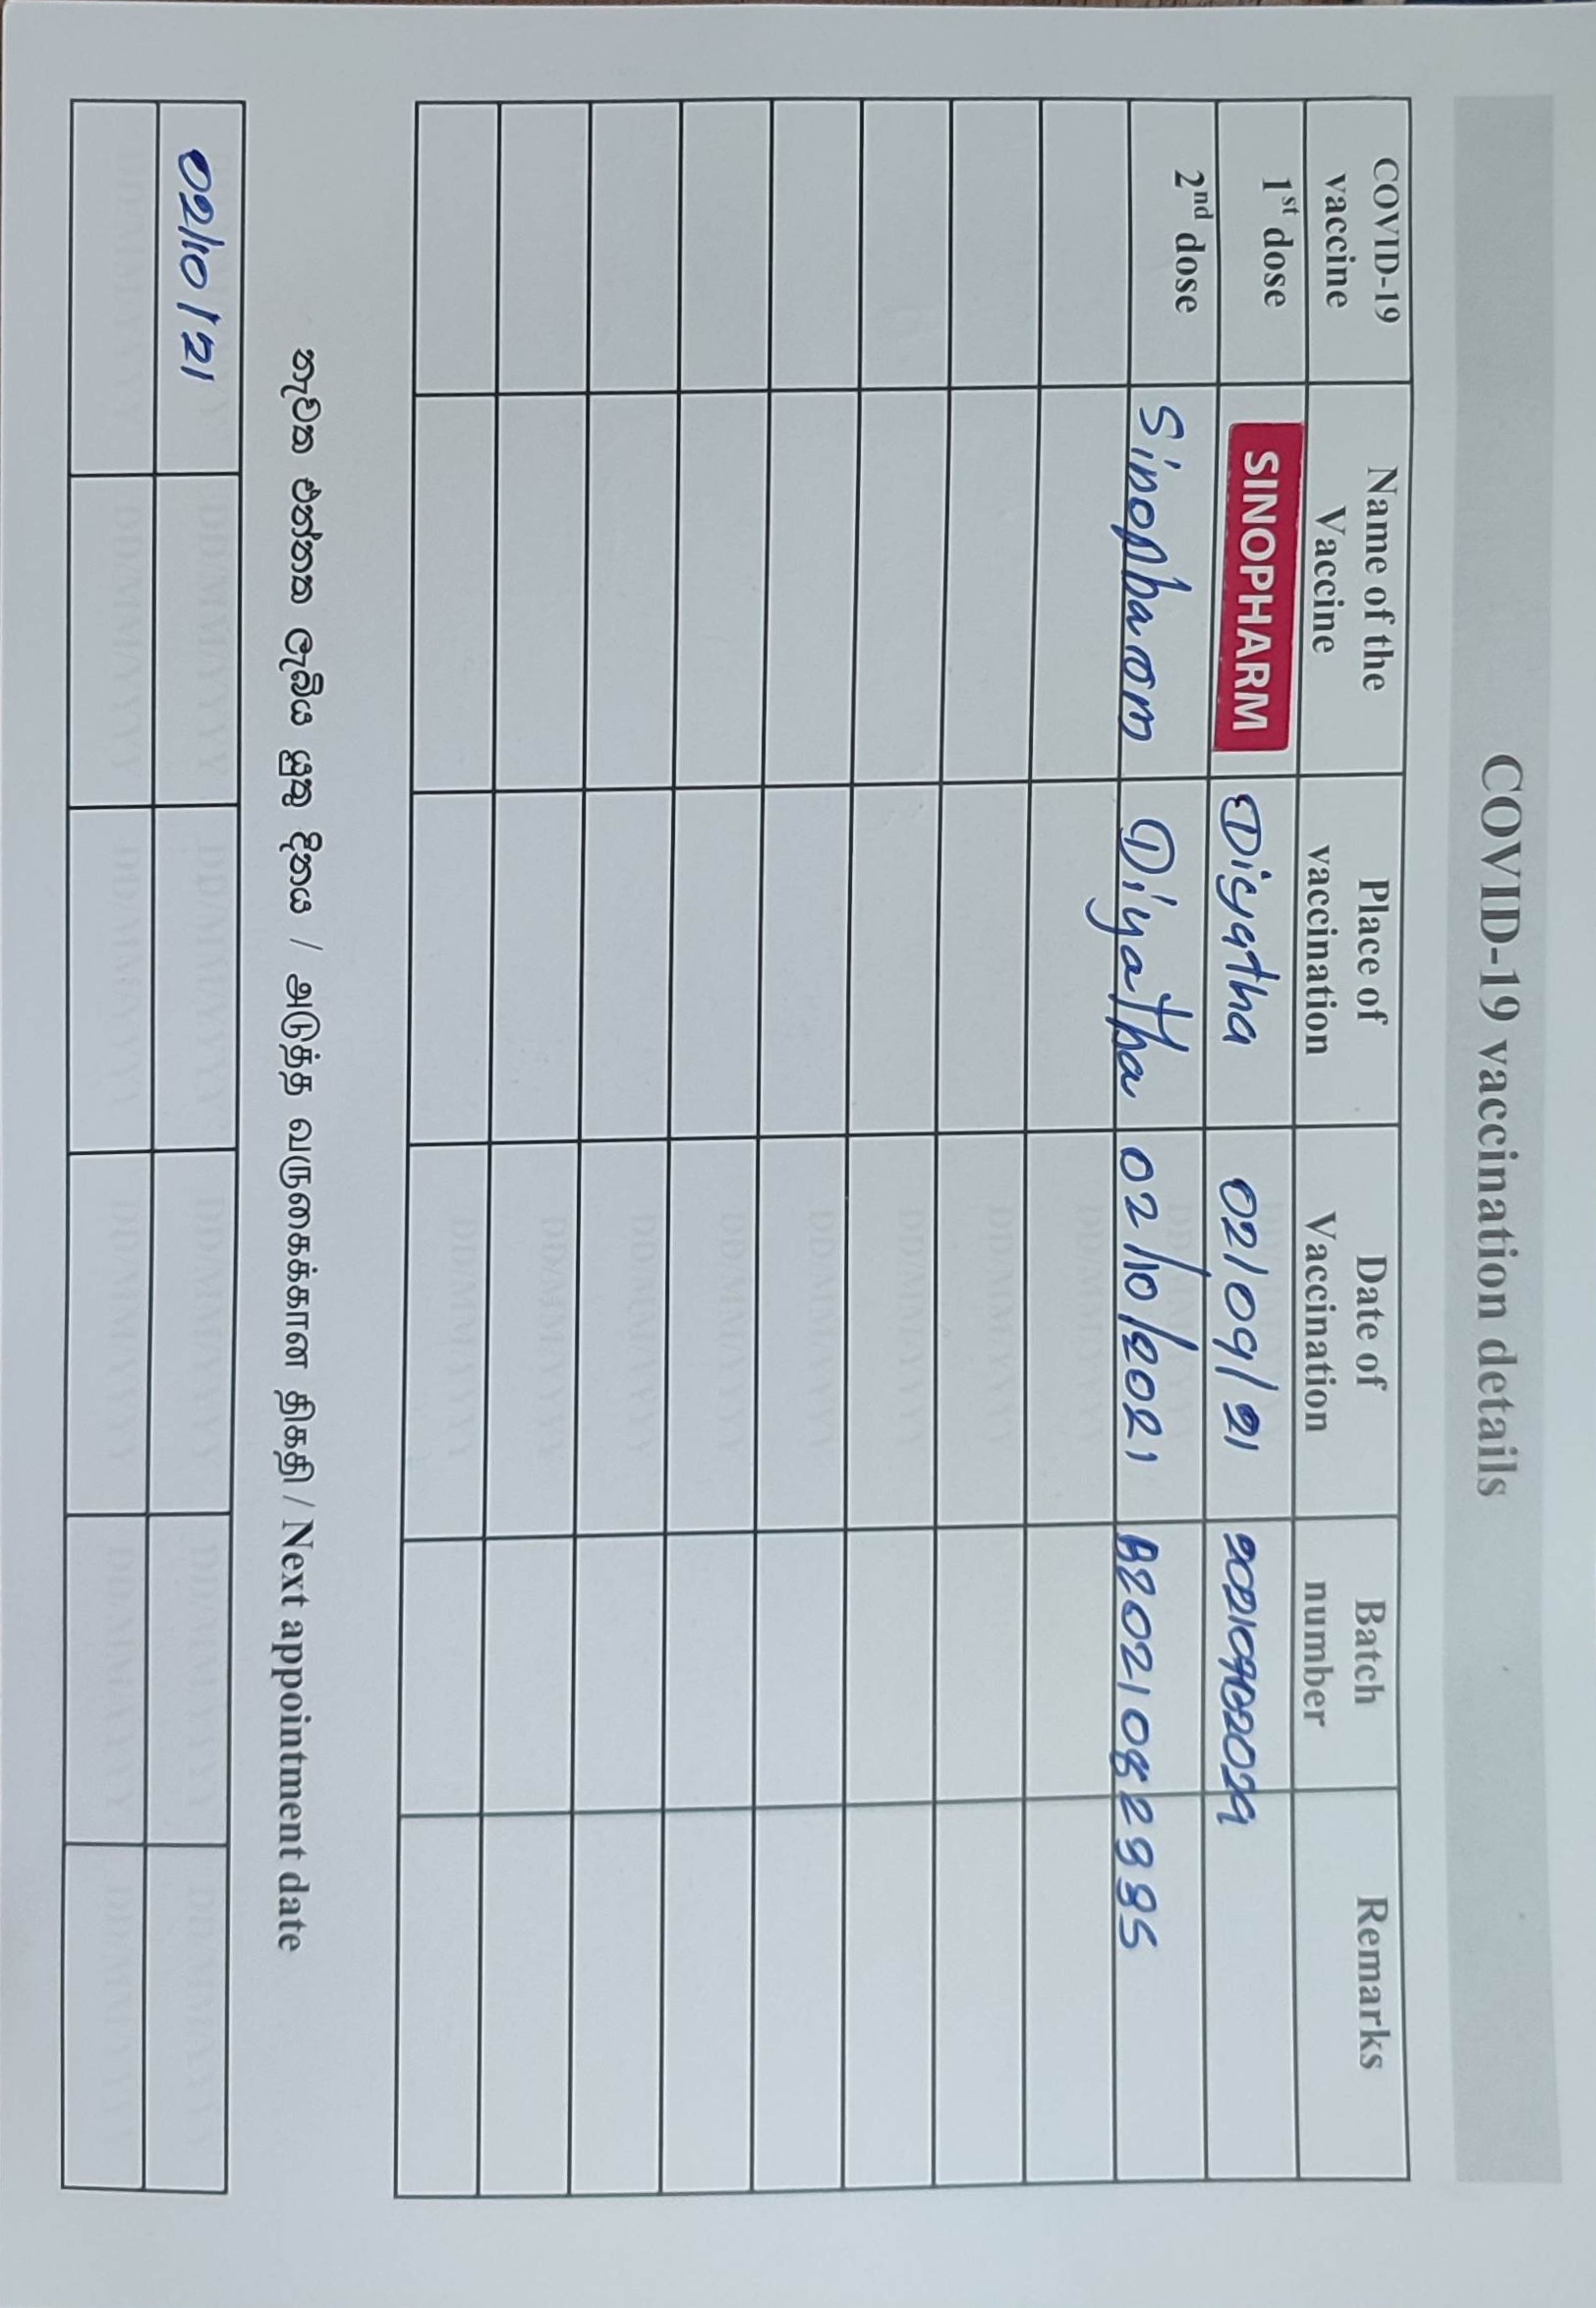 COVID-19 vaccination details
COVID-19 vaccine Name of the Vaccine Place of vaccination Date of Vaccination Batch number Remarks
1st dose SINOPHARM Diyatha 02/09/21
2nd dose Sinopharm Diyatha 02/10/2021 B2021082885
DD/MM/YYYY
DD/MM/YYYY
DD/MM/YYYY
DD/MM/YYYY
DD/MM/YYYY
DD/MM/YYYY
DD/MM/YYYY
DD/MM/YYYY
නැවත එන්නත ලැබිය යුතු දිනය / அடுத்த வருகைக்கான திகதி / Next appointment date
02/10/21 DD/MM/YYYY DD/MM/YYYY DD/MM/YYYY DD/MM/YYYY DD/MM/YYYY
DD/MM/YYYY DD/MM/YYYY DD/MM/YYYY DD/MM/YYYY DD/MM/YYYY DD/MM/YYYY